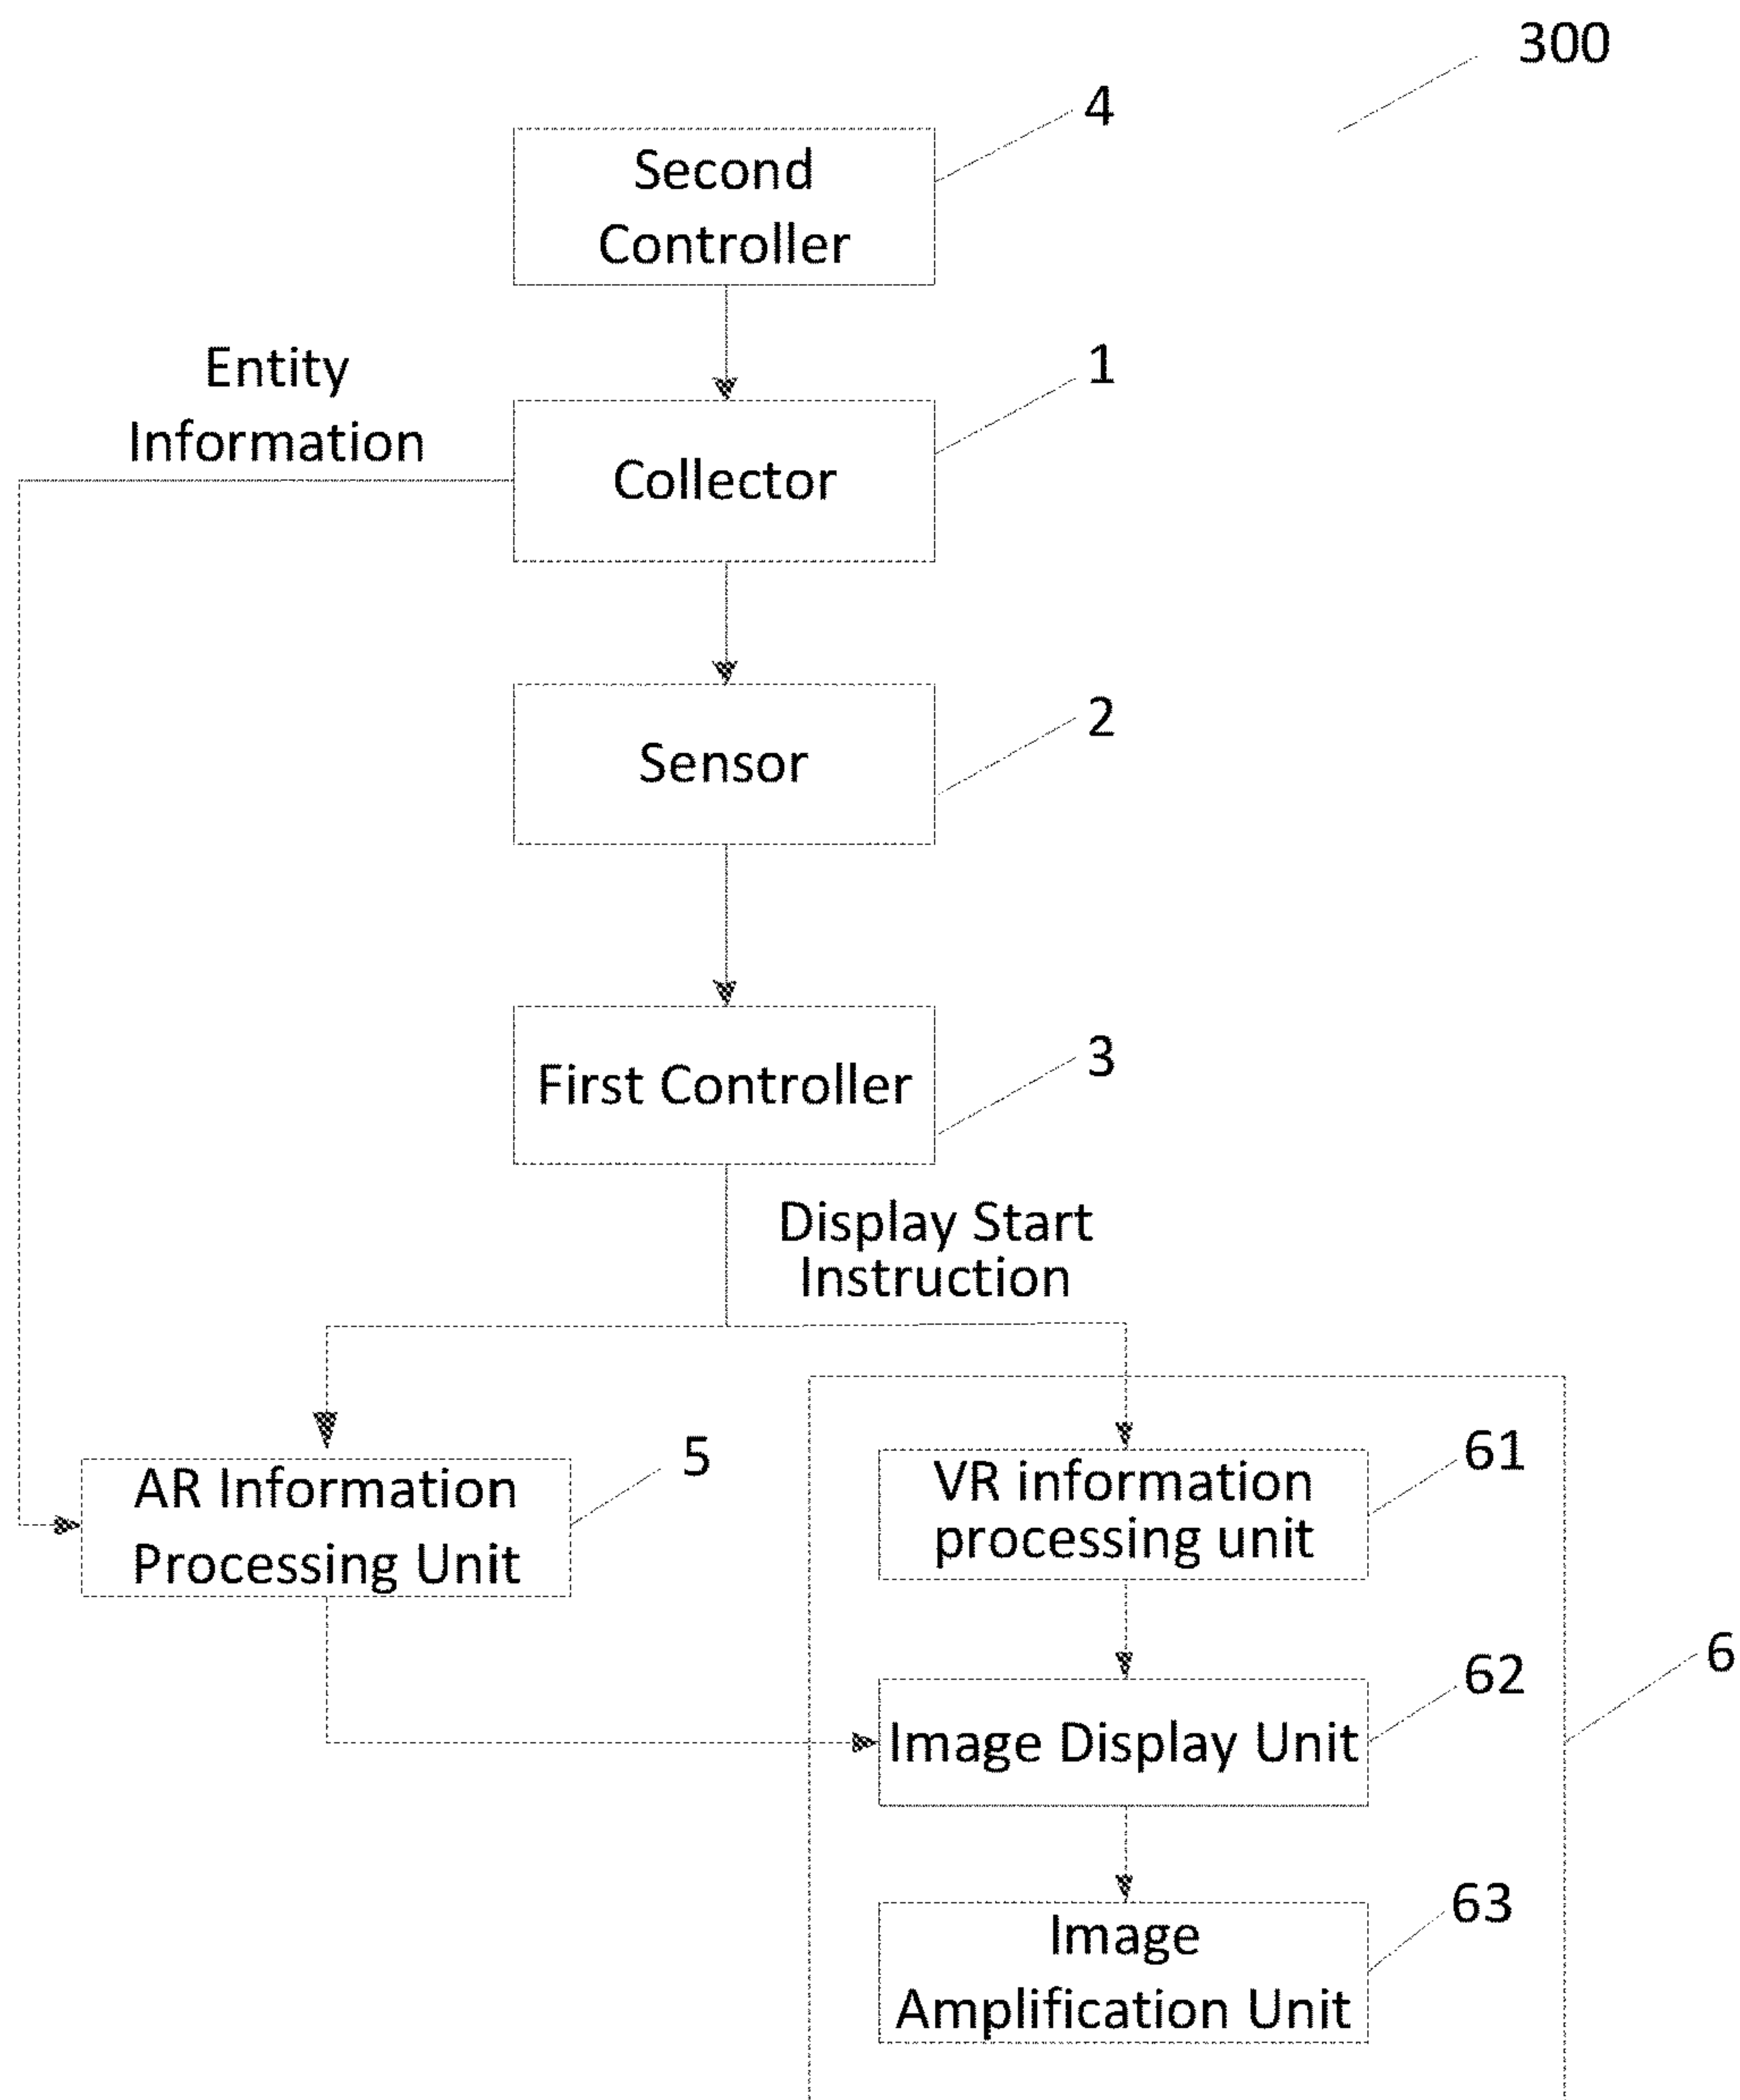 300
4
Second
Controller
Entity
Information
1
Collector
2
Sensor
3
First Controller
Display Start
Instruction
5
AR Information
Processing Unit
61
VR information
processing unit
6
62
Image Display Unit
63
Image
Amplification Unit